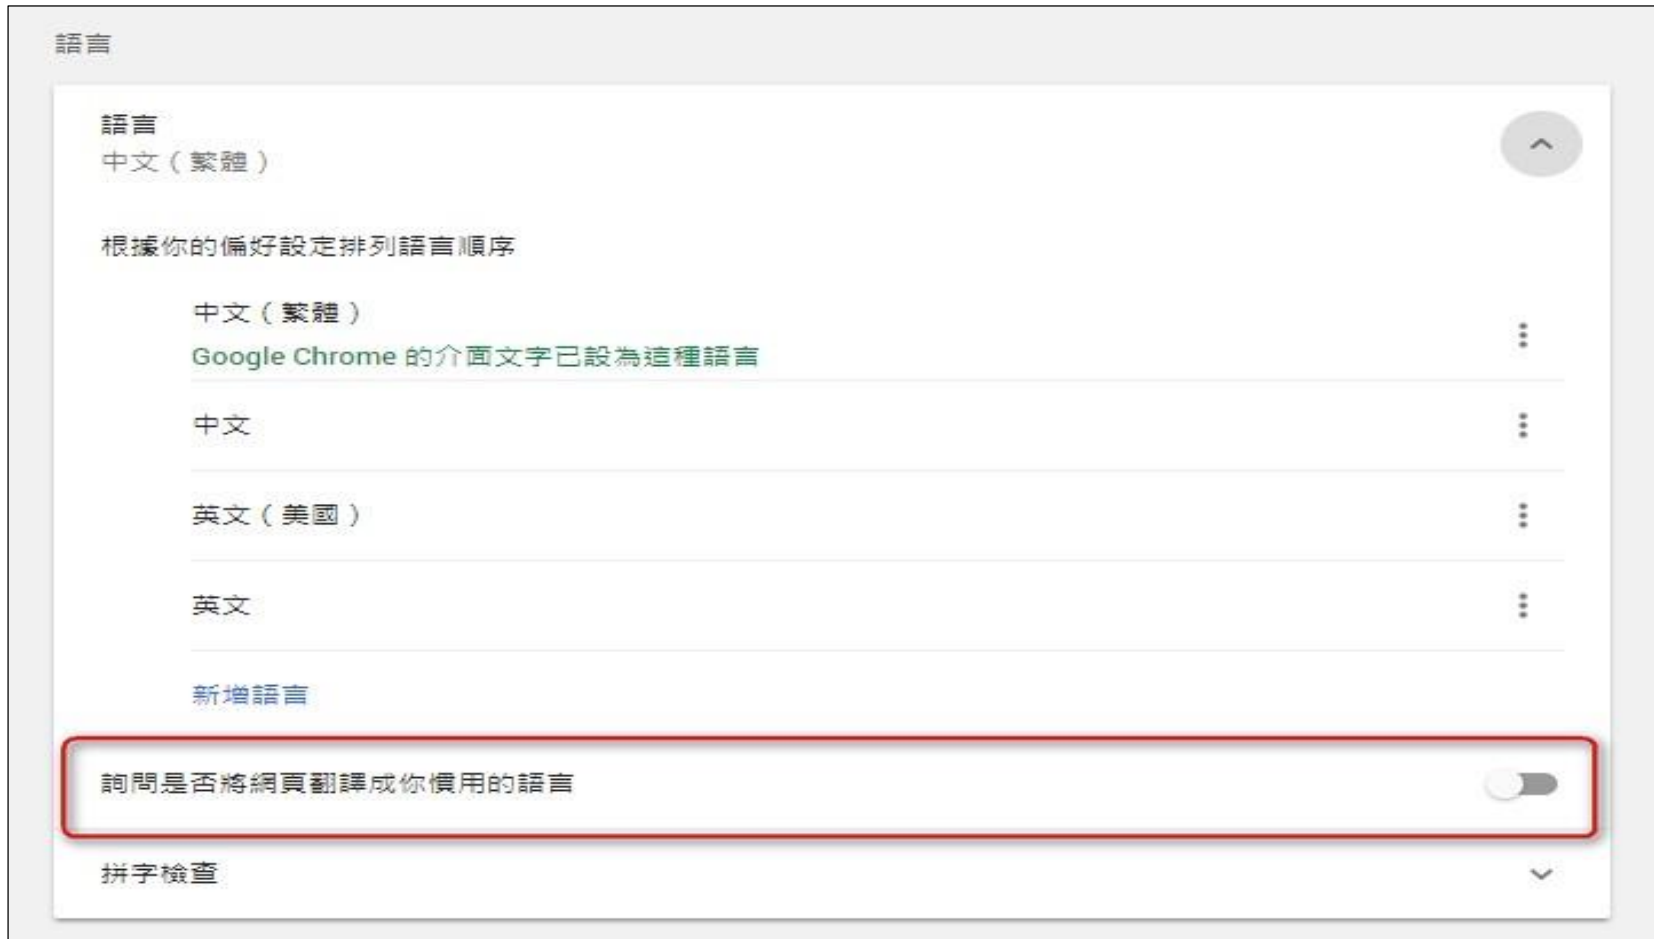 語言
語言
中文（繁體）
根據你的偏好設定排列語言順序
中文（繁體）
Google Chrome 的介面文字已設為這種語言
中文
英文（美國）
英文
新增語言
詢問是否將網頁翻譯成你慣用的語言
拼字檢查